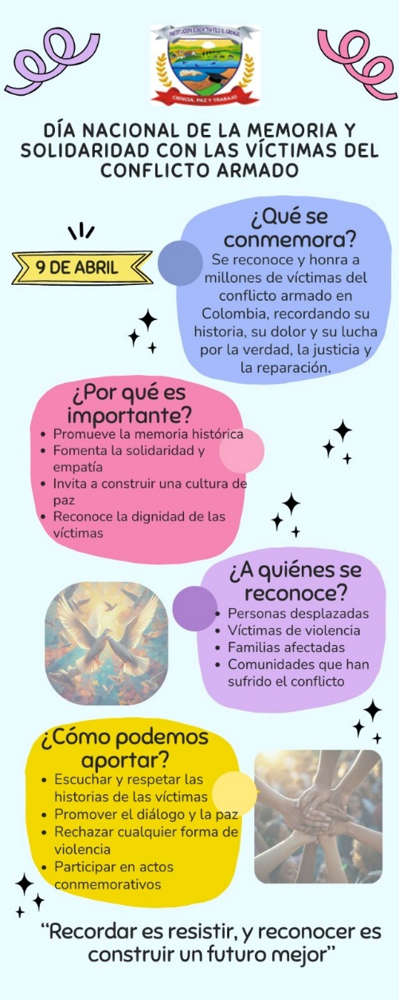 INSTITUCIÓN EDUCATIVA FILO EL GRINGO
CIENCIA, PAZ Y TRABAJO
DÍA NACIONAL DE LA MEMORIA Y
SOLIDARIDAD CON LAS VÍCTIMAS DEL
CONFLICTO ARMADO
9 DE ABRIL
¿Qué se
conmemora?
Se reconoce y honra a
millones de víctimas del
conflicto armado en
Colombia, recordando su
historia, su dolor y su lucha
por la verdad, la justicia y
la reparación.
¿Por qué es
importante?
• Promueve la memoria histórica
• Fomenta la solidaridad y
empatía
• Invita a construir una cultura de
paz
• Reconoce la dignidad de las
víctimas
¿A quiénes se
reconoce?
• Personas desplazadas
• Víctimas de violencia
• Familias afectadas
• Comunidades que han
sufrido el conflicto
¿Cómo podemos
aportar?
• Escuchar y respetar las
historias de las víctimas
• Promover el diálogo y la paz
• Rechazar cualquier forma de
violencia
• Participar en actos
conmemorativos
“Recordar es resistir, y reconocer es
construir un futuro mejor”